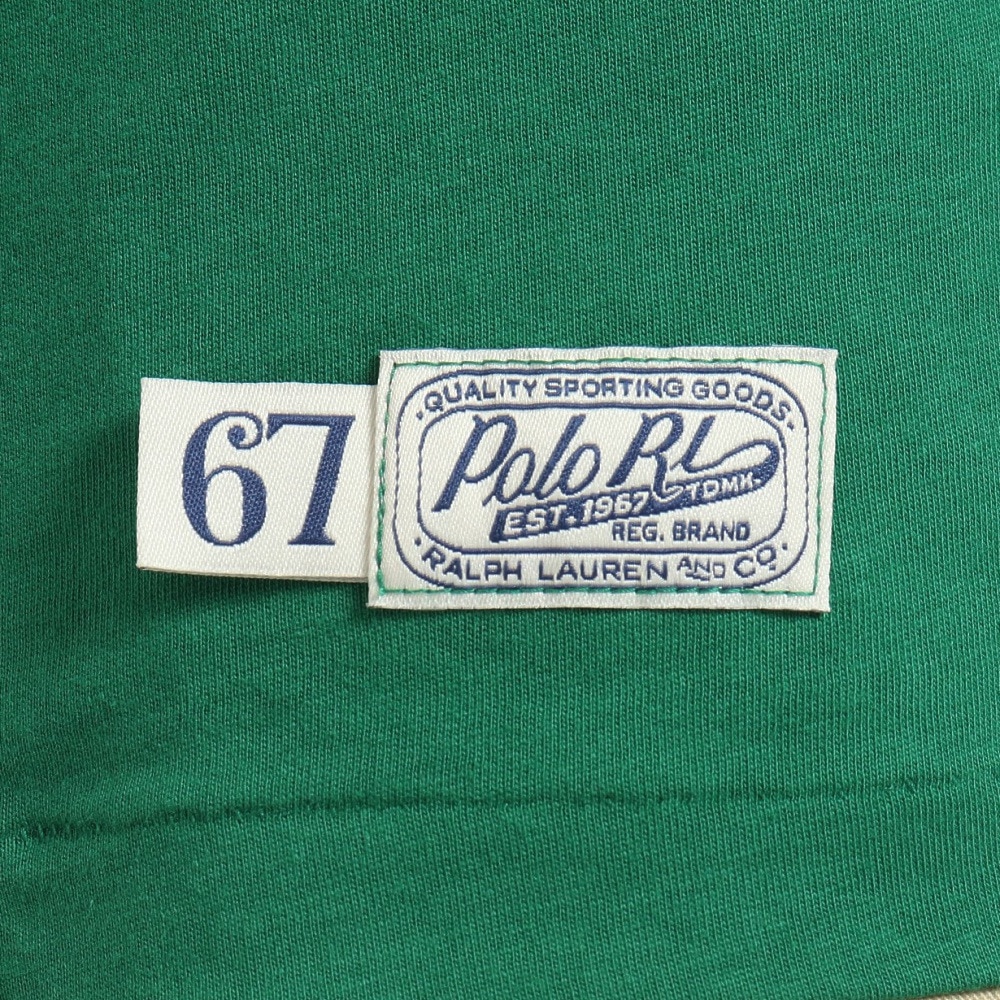 67
·QUALITY SPORTING GOODS·
Polo RL
EST. 1967 TDMK.
REG. BRAND
·RALPH LAUREN AND CO·